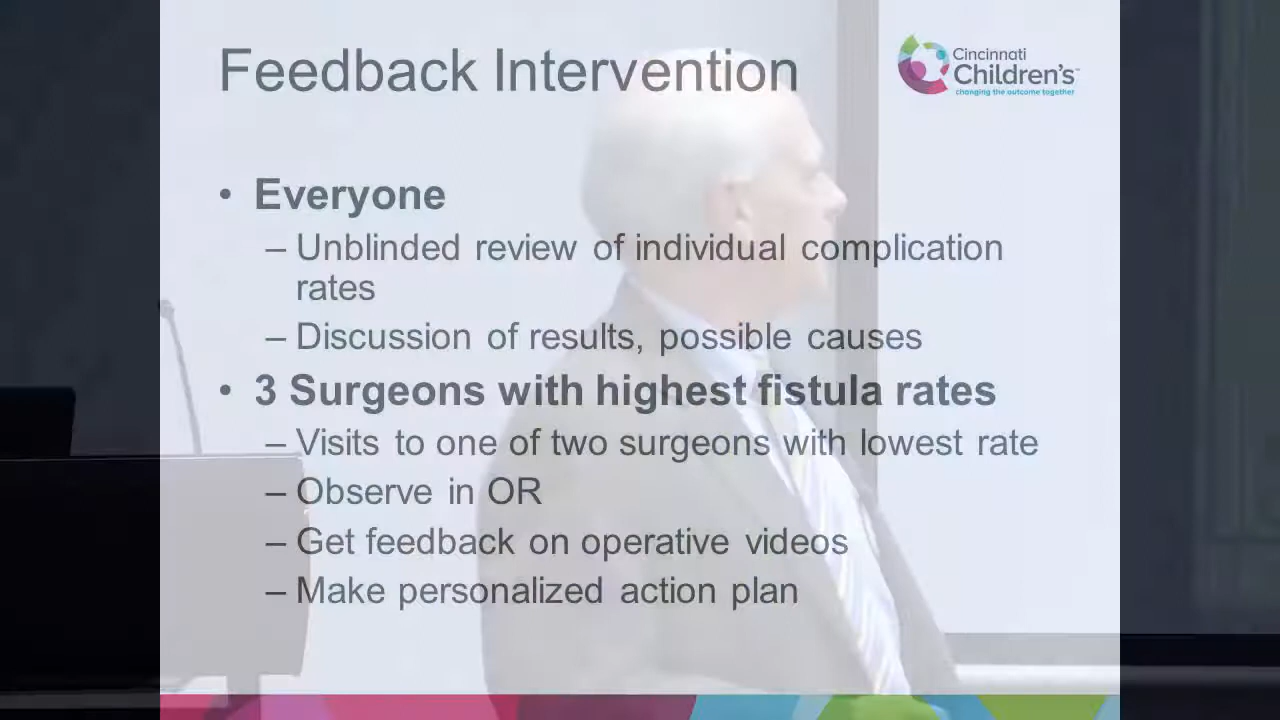 Feedback Intervention
Cincinnati
Children's™
changing the outcome together
• Everyone
– Unblinded review of individual complication
rates
– Discussion of results, possible causes
• 3 Surgeons with highest fistula rates
– Visits to one of two surgeons with lowest rate
– Observe in OR
– Get feedback on operative videos
– Make personalized action plan